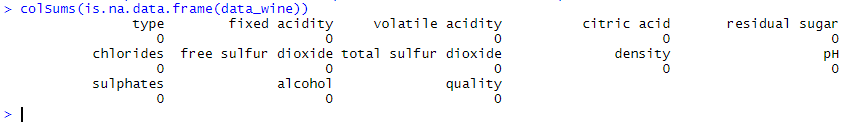 > colSums(is.na.data.frame(data_wine))
type fixed acidity volatile acidity citric acid residual sugar
0 0 0 0 0
chlorides free sulfur dioxide total sulfur dioxide density pH
0 0 0 0 0
sulphates alcohol quality
0 0 0
>